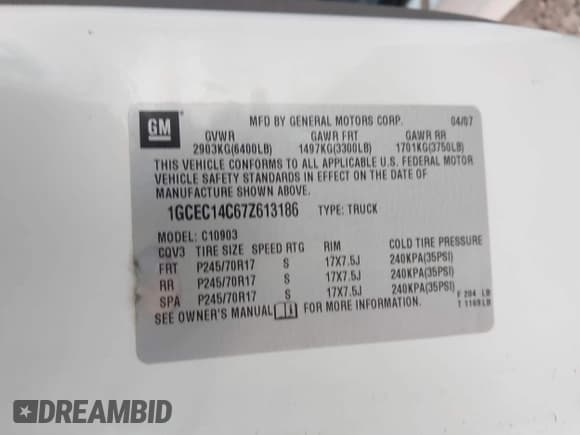 GM
MFD BY GENERAL MOTORS CORP. 04/07
GVWR GAWR FRT GAWR RR
2903KG(6400LB) 1497KG(3300LB) 1701KG(3750LB)
THIS VEHICLE CONFORMS TO ALL APPLICABLE U.S. FEDERAL MOTOR
VEHICLE SAFETY STANDARDS IN EFFECT ON THE DATE OF
MANUFACTURE SHOWN ABOVE.
1GCEC14C67Z613186 TYPE: TRUCK
MODEL: C10903
CQV3 TIRE SIZE SPEED RTG RIM COLD TIRE PRESSURE
FRT P245/70R17 S 17X7.5J 240KPA(35PSI)
RR P245/70R17 S 17X7.5J 240KPA(35PSI)
SPA P245/70R17 S 17X7.5J 240KPA(35PSI)
F 204 LB
T 1169LB
SEE OWNER'S MANUAL FOR MORE INFORMATION.
DREAMBID